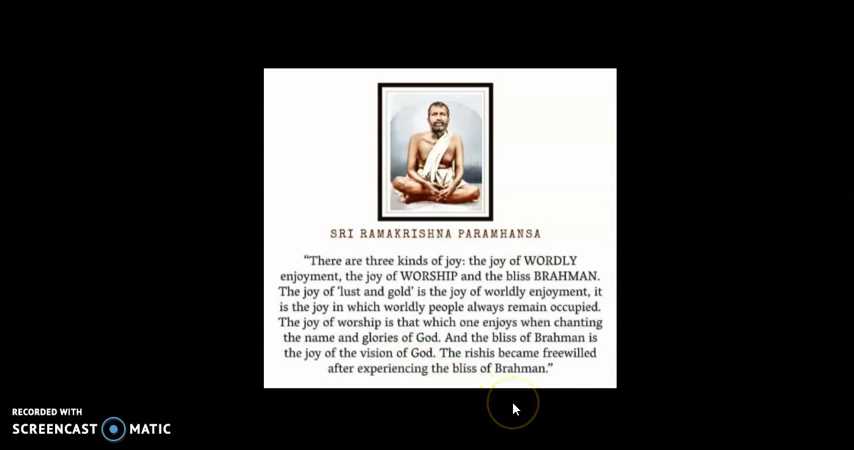 SRI RAMAKRISHNA PARAMHANSA
“There are three kinds of joy: the joy of WORDLY
enjoyment, the joy of WORSHIP and the bliss BRAHMAN.
The joy of 'lust and gold' is the joy of worldly enjoyment, it
is the joy in which worldly people always remain occupied.
The joy of worship is that which one enjoys when chanting
the name and glories of God. And the bliss of Brahman is
the joy of the vision of God. The rishis became freewilled
after experiencing the bliss of Brahman.”
RECORDED WITH
SCREENCAST MATIC